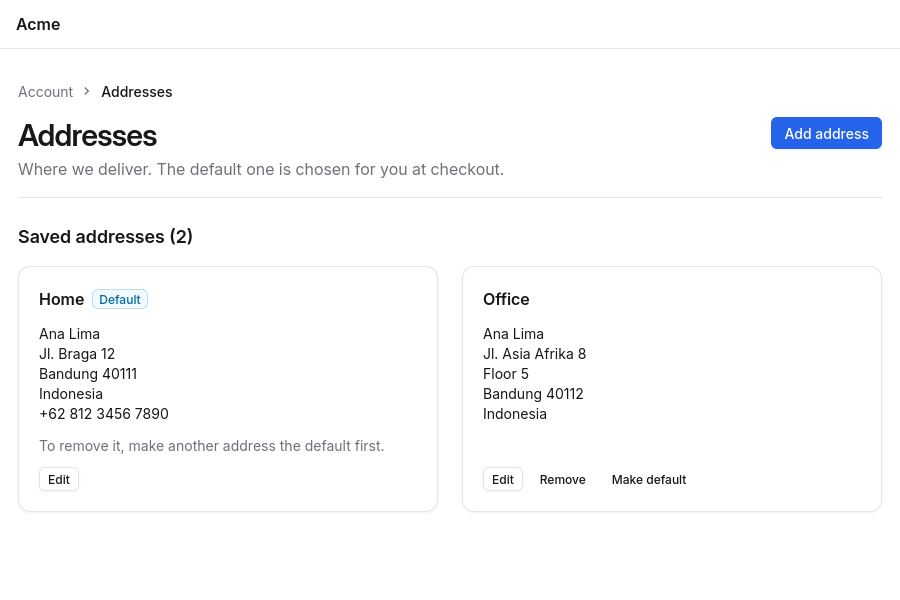 Acme
Account > Addresses
Addresses
Add address
Where we deliver. The default one is chosen for you at checkout.
Saved addresses (2)
Home Default
Ana Lima
Jl. Braga 12
Bandung 40111
Indonesia
+62 812 3456 7890
To remove it, make another address the default first.
Edit
Office
Ana Lima
Jl. Asia Afrika 8
Floor 5
Bandung 40112
Indonesia
Edit Remove Make default